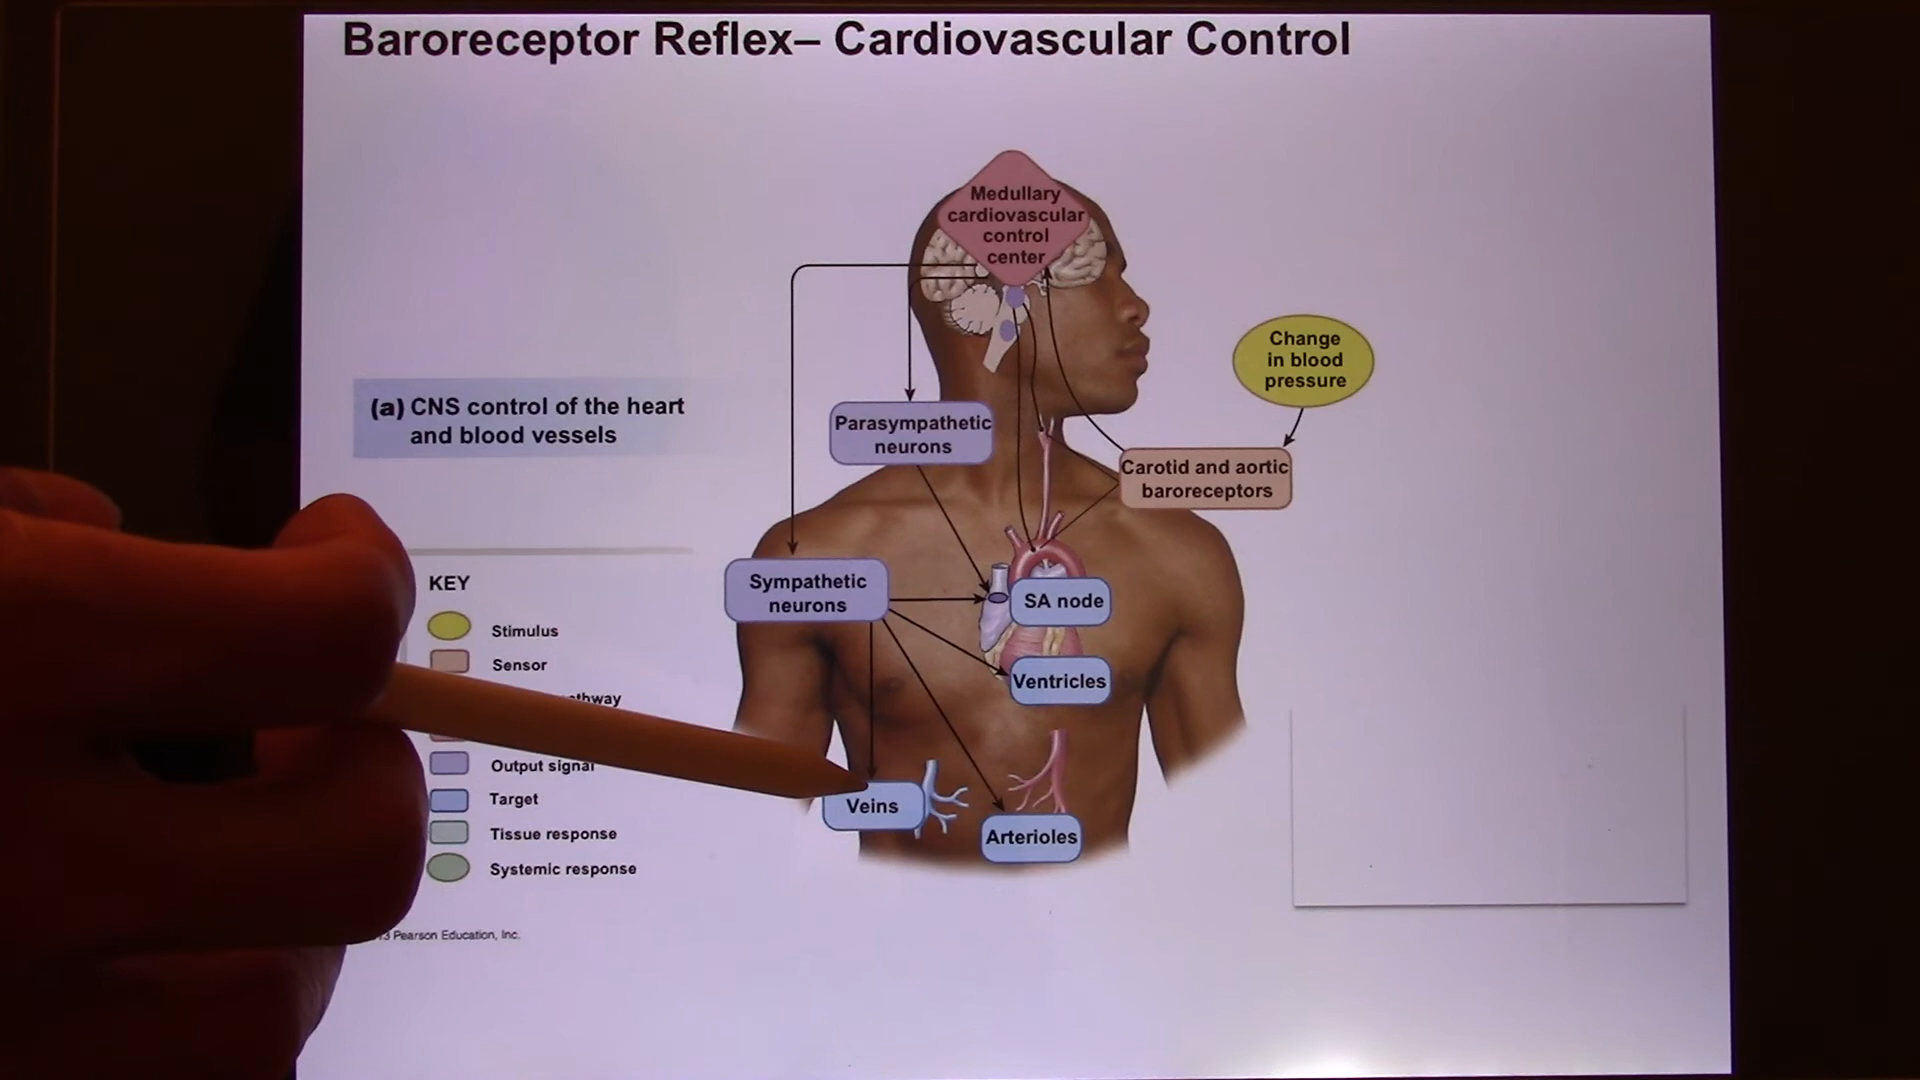 Baroreceptor Reflex– Cardiovascular Control
Medullary
cardiovascular
control
center
Change
in blood
pressure
(a) CNS control of the heart
and blood vessels
Parasympathetic
neurons
Carotid and aortic
baroreceptors
Sympathetic
neurons
SA node
Ventricles
Veins
Arterioles
KEY
Stimulus
Sensor
Output signal
Target
Tissue response
Systemic response
Pearson Education, Inc.